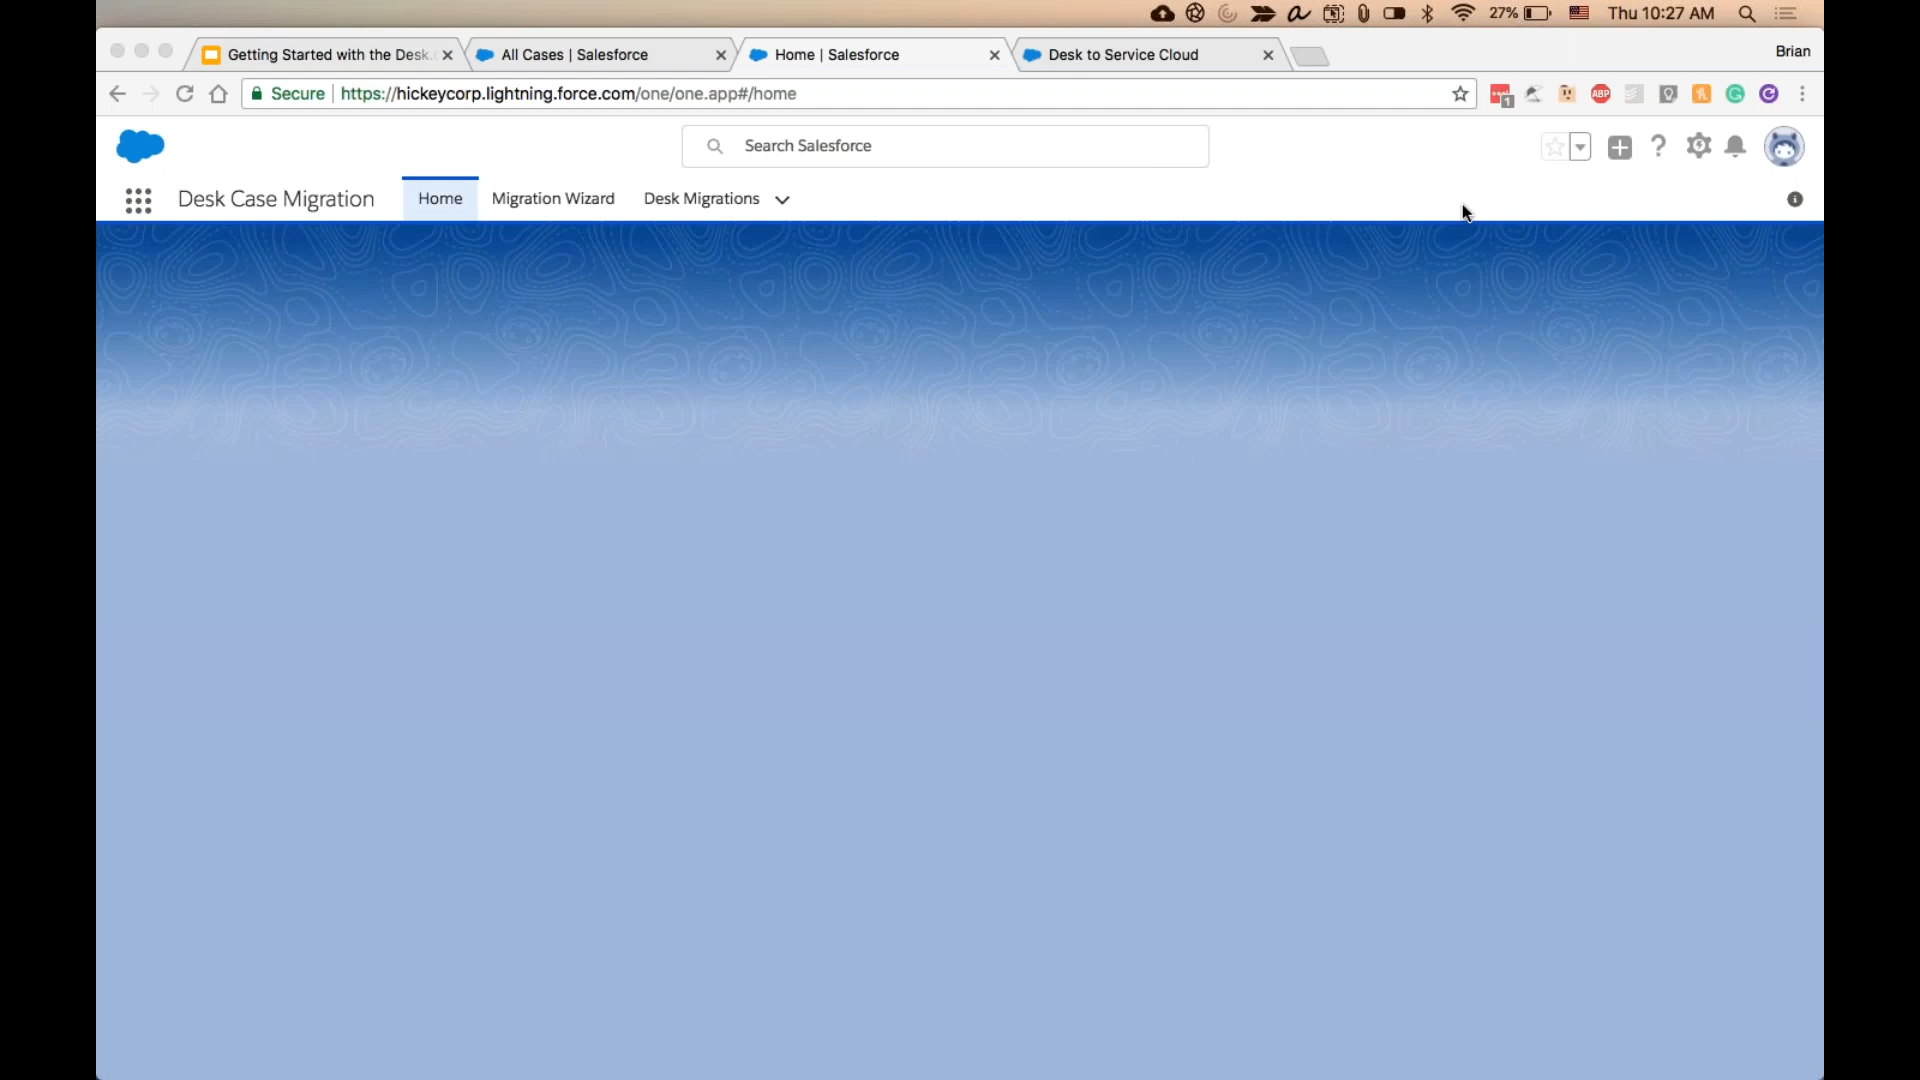 27% Thu 10:27 AM
Getting Started with the Desk.
All Cases | Salesforce
Home | Salesforce
Desk to Service Cloud
Brian
Secure
https://hickeycorp.lightning.force.com/one/one.app#/home
1
ABP
Search Salesforce
Desk Case Migration
Home
Migration Wizard
Desk Migrations